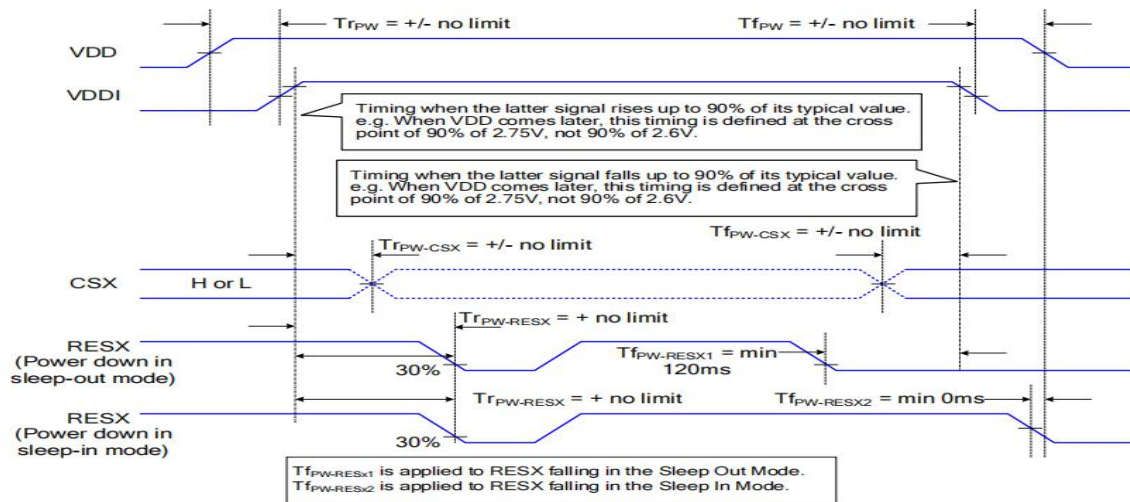 TrPW = +/- no limit
TfPW = +/- no limit
VDD
VDDI
Timing when the latter signal rises up to 90% of its typical value.
e.g. When VDD comes later, this timing is defined at the cross
point of 90% of 2.75V, not 90% of 2.6V.
Timing when the latter signal falls up to 90% of its typical value.
e.g. When VDD comes later, this timing is defined at the cross
point of 90% of 2.75V, not 90% of 2.6V.
TrPW-CSX = +/- no limit
TfPW-CSX = +/- no limit
CSX
H or L
TrPW-RESX = + no limit
RESX
(Power down in
sleep-out mode)
30%
TfPW-RESX1 = min
120ms
TrPW-RESX = + no limit
TfPW-RESX2 = min 0ms
RESX
(Power down in
sleep-in mode)
30%
TfPW-RESx1 is applied to RESX falling in the Sleep Out Mode.
TfPW-RESx2 is applied to RESX falling in the Sleep In Mode.